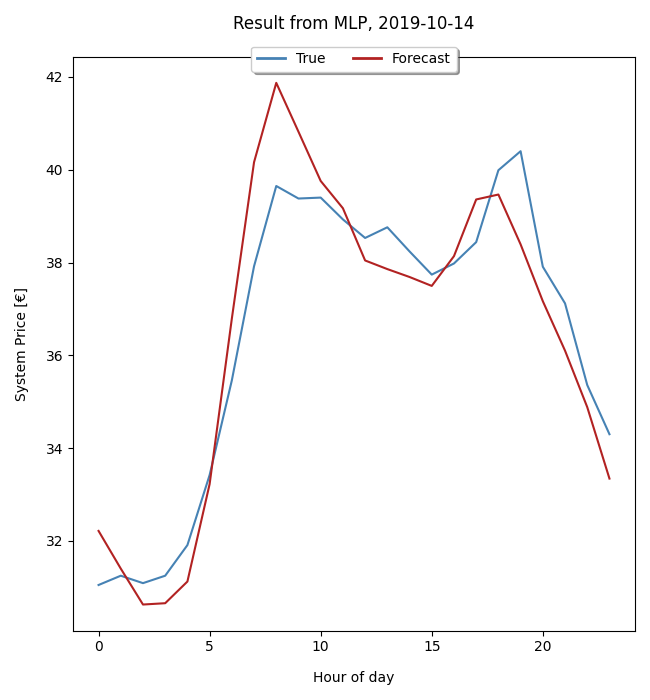 Result from MLP, 2019-10-14
True Forecast
42
40
38
36
34
32
System Price [€]
0 5 10 15 20
Hour of day